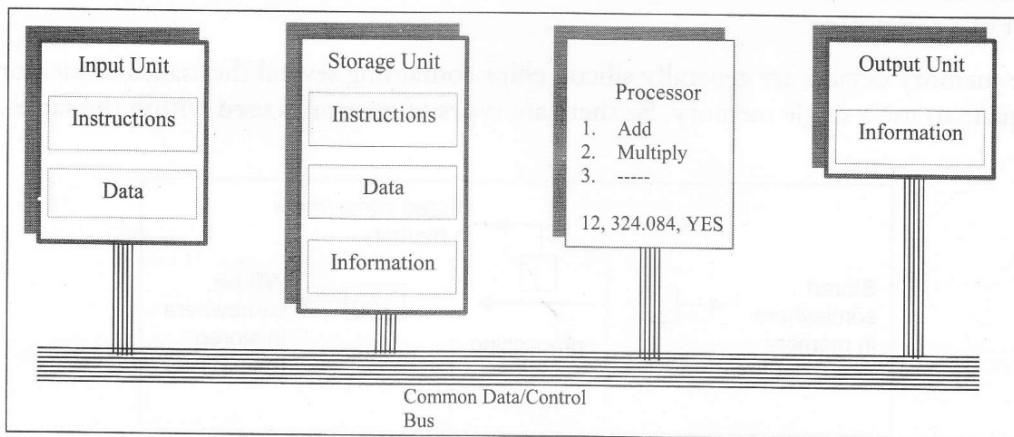 Input Unit
Instructions
Data
Storage Unit
Instructions
Data
Information
Processor
1. Add
2. Multiply
3. -----
12, 324.084, YES
Output Unit
Information
Common Data/Control
Bus